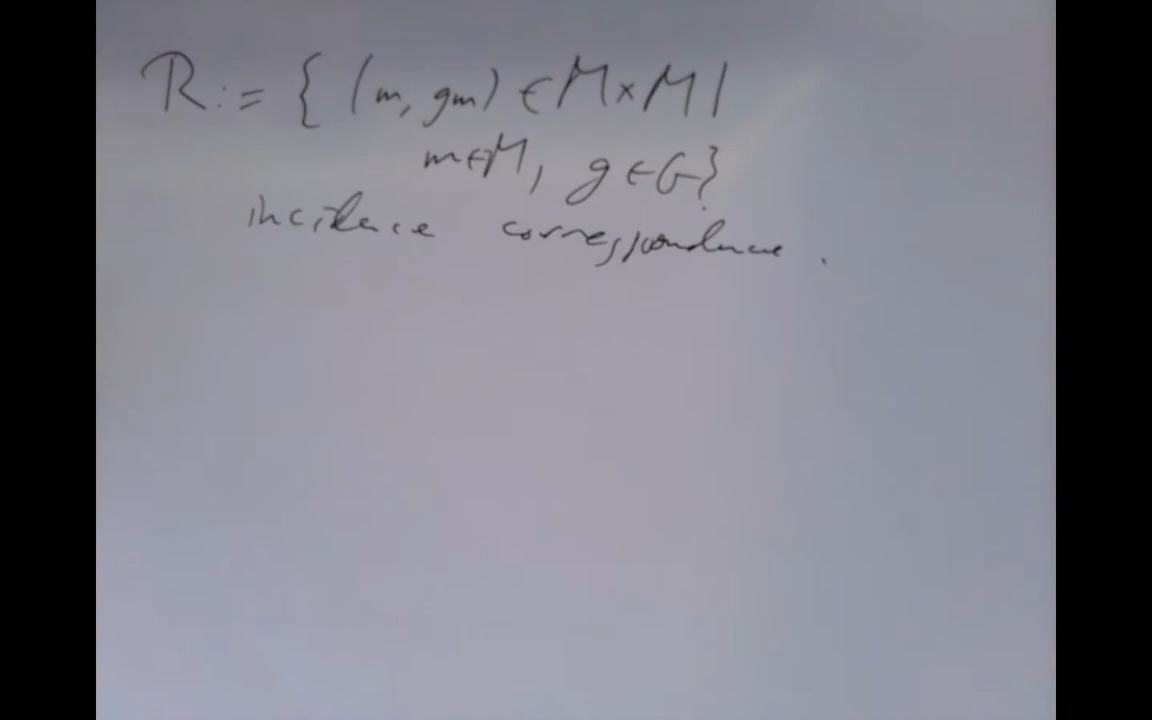 R := { (m, gm) ∈ M × M |
m ∈ M, g ∈ G }
incidence correspondence.